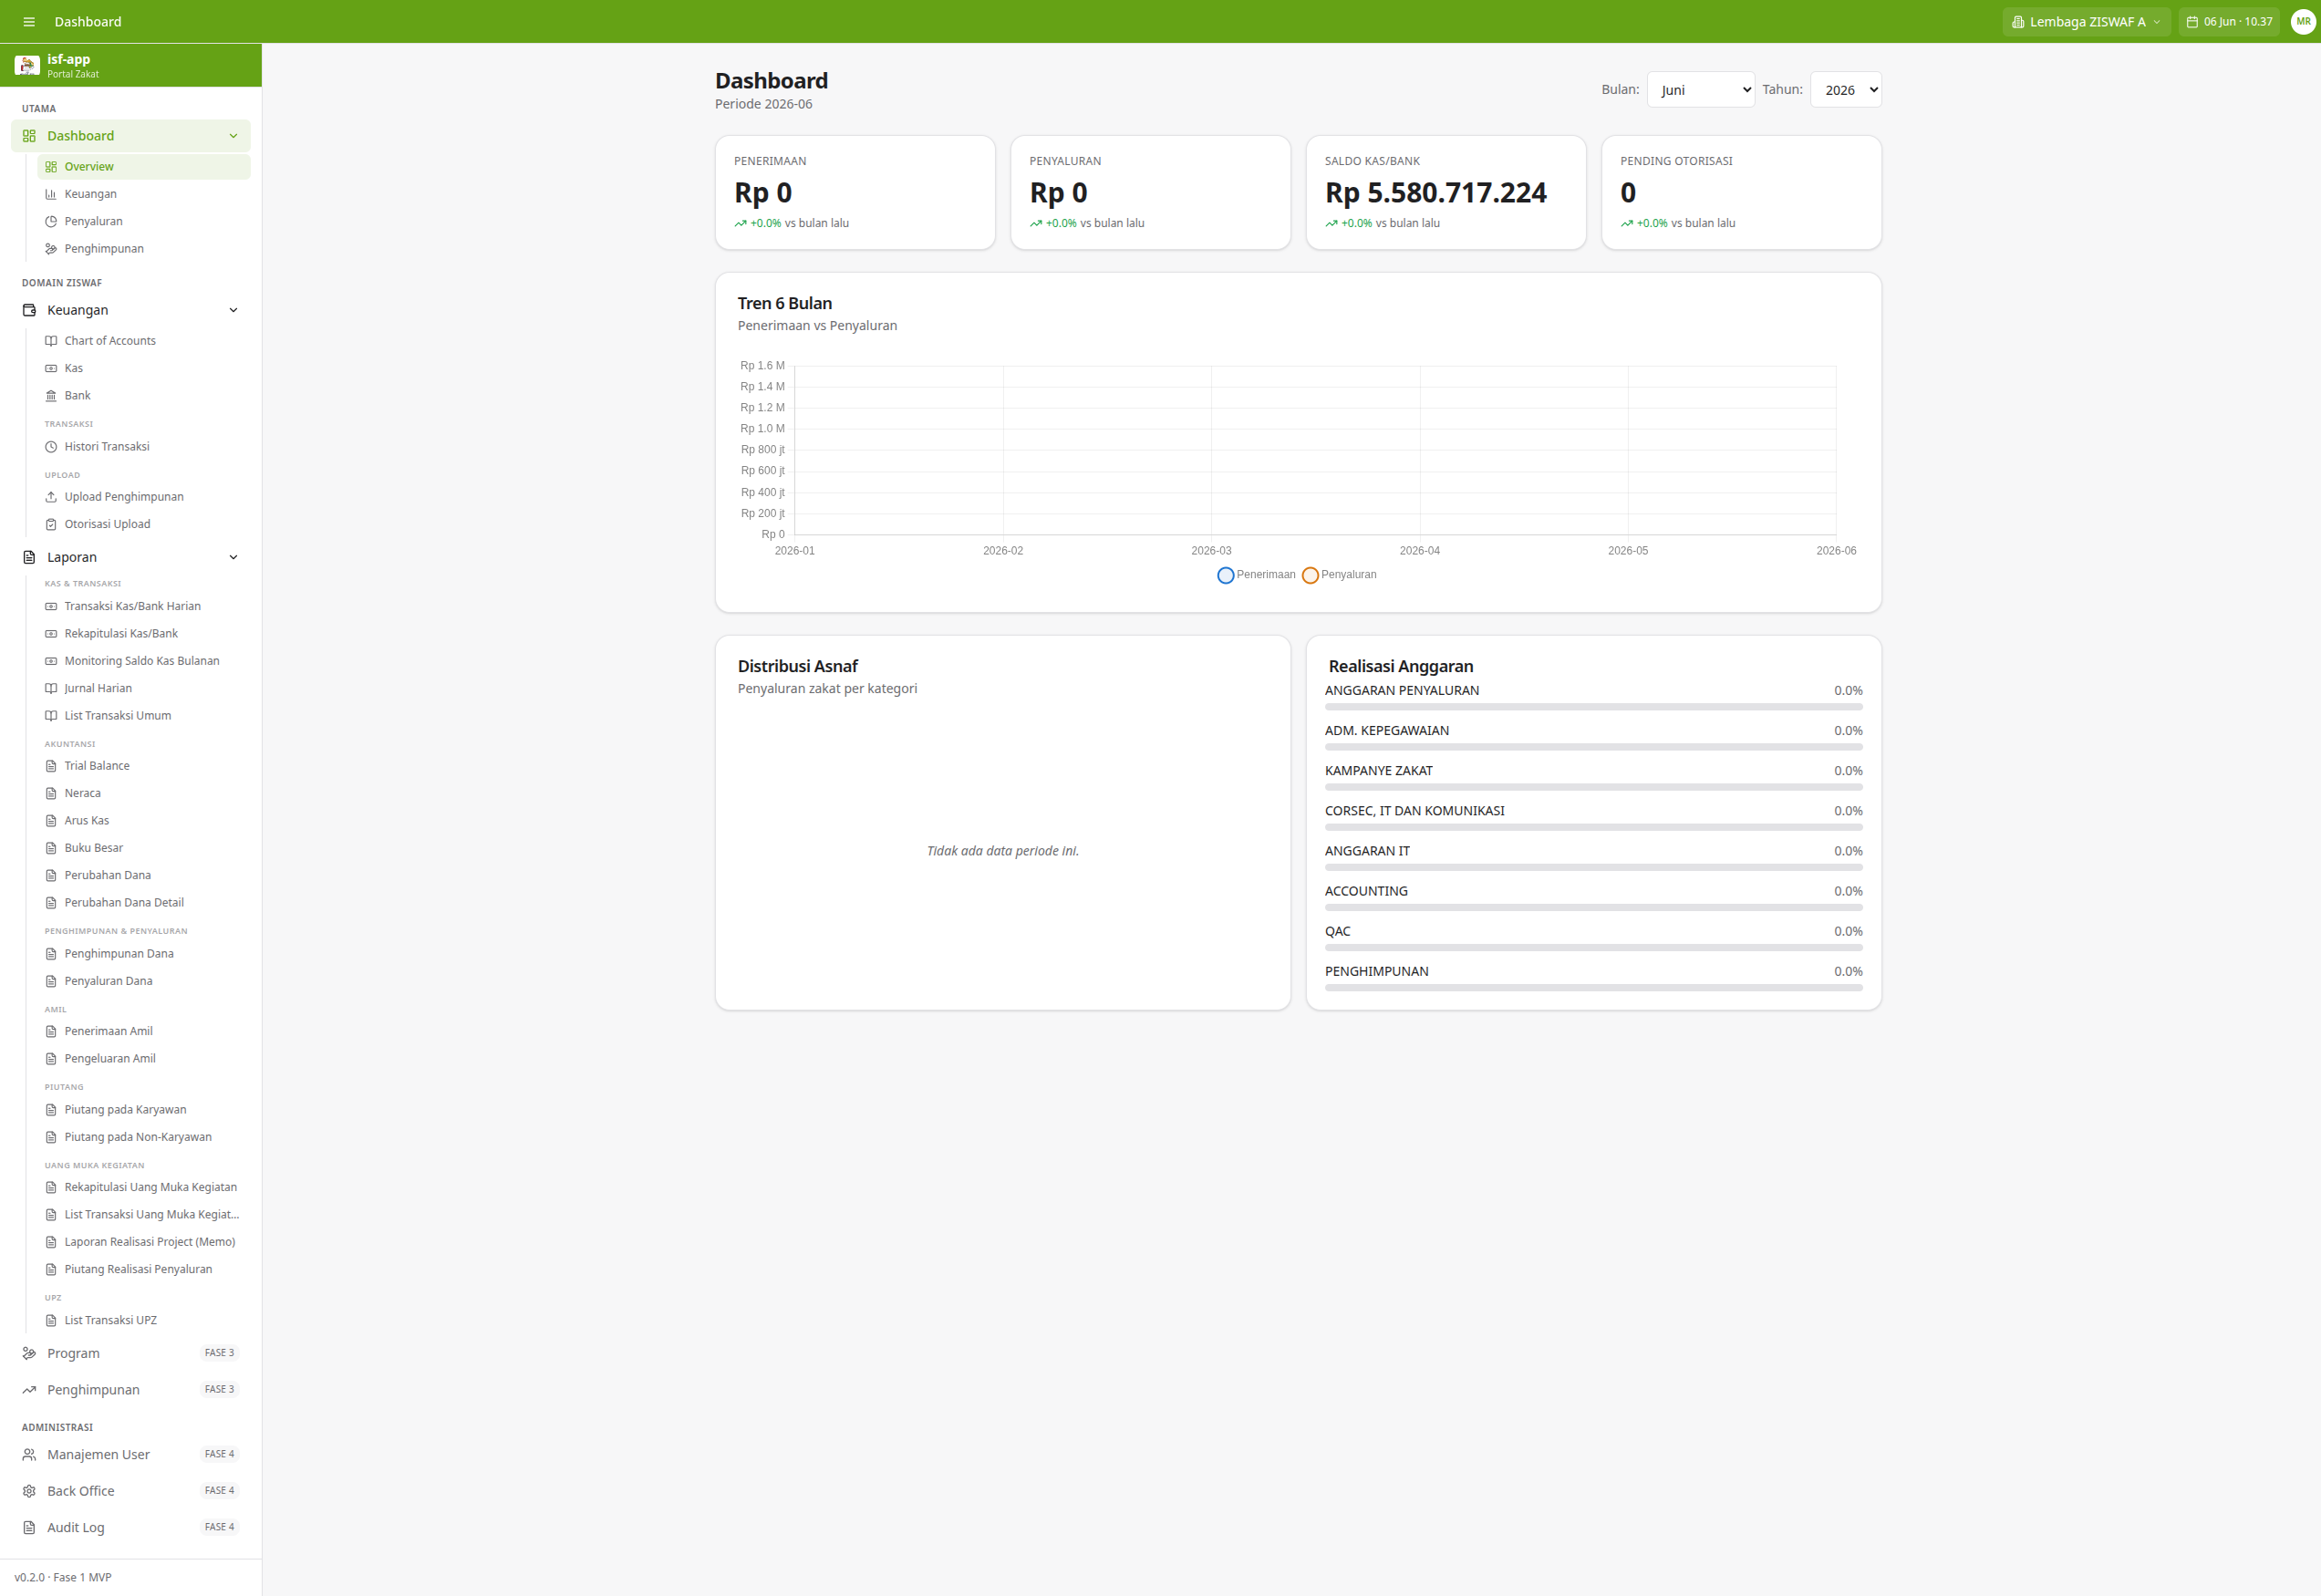 Dashboard
Lembaga ZISWAF A
06 Jun · 10.37
MR
isf-app
Portal Zakat
UTAMA
Dashboard
Overview
Keuangan
Penyaluran
Penghimpunan
DOMAIN ZISWAF
Keuangan
Chart of Accounts
Kas
Bank
TRANSAKSI
Histori Transaksi
UPLOAD
Upload Penghimpunan
Otorisasi Upload
Laporan
KAS & TRANSAKSI
Transaksi Kas/Bank Harian
Rekapitulasi Kas/Bank
Monitoring Saldo Kas Bulanan
Jurnal Harian
List Transaksi Umum
AKUNTANSI
Trial Balance
Neraca
Arus Kas
Buku Besar
Perubahan Dana
Perubahan Dana Detail
PENGHIMPUNAN & PENYALURAN
Penghimpunan Dana
Penyaluran Dana
AMIL
Penerimaan Amil
Pengeluaran Amil
PIUTANG
Piutang pada Karyawan
Piutang pada Non-Karyawan
UANG MUKA KEGIATAN
Rekapitulasi Uang Muka Kegiatan
List Transaksi Uang Muka Kegiat...
Laporan Realisasi Project (Memo)
Piutang Realisasi Penyaluran
UPZ
List Transaksi UPZ
Program FASE 3
Penghimpunan FASE 3
ADMINISTRASI
Manajemen User FASE 4
Back Office FASE 4
Audit Log FASE 4
v0.2.0 · Fase 1 MVP
Dashboard
Periode 2026-06
Bulan: Juni Tahun: 2026
PENERIMAAN
Rp 0
+0.0% vs bulan lalu
PENYALURAN
Rp 0
+0.0% vs bulan lalu
SALDO KAS/BANK
Rp 5.580.717.224
+0.0% vs bulan lalu
PENDING OTORISASI
0
+0.0% vs bulan lalu
Tren 6 Bulan
Penerimaan vs Penyaluran
Rp 1.6 M
Rp 1.4 M
Rp 1.2 M
Rp 1.0 M
Rp 800 jt
Rp 600 jt
Rp 400 jt
Rp 200 jt
Rp 0
2026-01 2026-02 2026-03 2026-04 2026-05 2026-06
Penerimaan Penyaluran
Distribusi Asnaf
Penyaluran zakat per kategori
Tidak ada data periode ini.
Realisasi Anggaran
ANGGARAN PENYALURAN 0.0%
ADM. KEPEGAWAIAN 0.0%
KAMPANYE ZAKAT 0.0%
CORSEC, IT DAN KOMUNIKASI 0.0%
ANGGARAN IT 0.0%
ACCOUNTING 0.0%
QAC 0.0%
PENGHIMPUNAN 0.0%